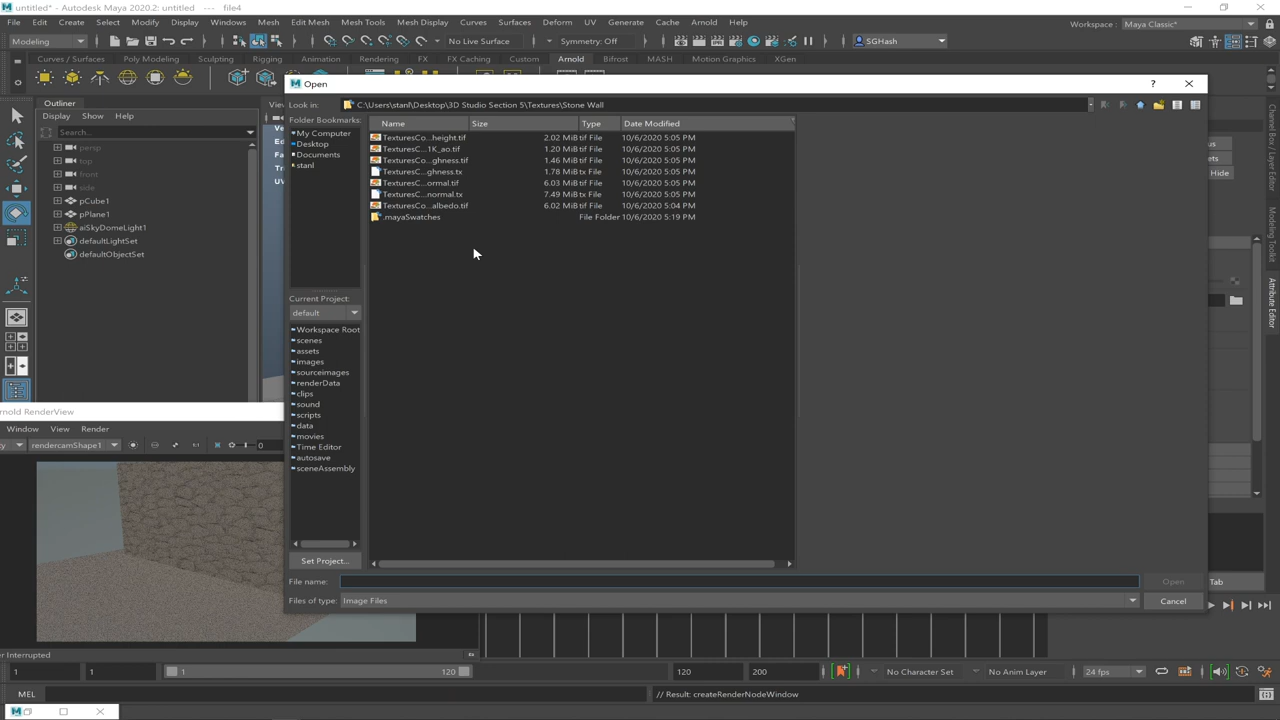 untitled* - Autodesk Maya 2020.2: untitled --- file4
File Edit Create Select Modify Display Windows Mesh Edit Mesh Mesh Tools Mesh Display Curves Surfaces Deform UV Generate Cache Arnold Help
Workspace : Maya Classic*
Modeling No Live Surface Symmetry: Off SGHash
Curves / Surfaces Poly Modeling Sculpting Rigging Animation Rendering FX FX Caching Custom Arnold Bifrost MASH Motion Graphics XGen
Outliner
Display Show Help
Search...
persp
top
front
side
pCube1
pPlane1
aiSkyDomeLight1
defaultLightSet
defaultObjectSet
Open
?
Look in: C:\Users\stanl\Desktop\3D Studio Section 5\Textures\Stone Wall
Folder Bookmarks:
My Computer
Desktop
Documents
stanl
Name Size Type Date Modified
TexturesCo...height.tif 2.02 MiB tif File 10/6/2020 5:05 PM
TexturesC...1K_ao.tif 1.20 MiB tif File 10/6/2020 5:05 PM
TexturesCo...ghness.tif 1.46 MiB tif File 10/6/2020 5:05 PM
TexturesC...ghness.tx 1.78 MiB tx File 10/6/2020 5:05 PM
TexturesC...ormal.tif 6.03 MiB tif File 10/6/2020 5:05 PM
TexturesC...normal.tx 7.49 MiB tx File 10/6/2020 5:05 PM
TexturesCo...albedo.tif 6.02 MiB tif File 10/6/2020 5:04 PM
.mayaSwatches File Folder 10/6/2020 5:19 PM
Current Project:
default
Workspace Root
scenes
assets
images
sourceimages
renderData
clips
sound
scripts
data
movies
Time Editor
autosave
sceneAssembly
Set Project...
File name: Open
Files of type: Image Files Cancel
Hide
Modeling Toolkit
Attribute Editor
Tab
rnold RenderView
Window View Render
rendercamShape1 0
er Interrupted
1 1 1 120 120 200 No Character Set No Anim Layer 24 fps
MEL // Result: createRenderNodeWindow